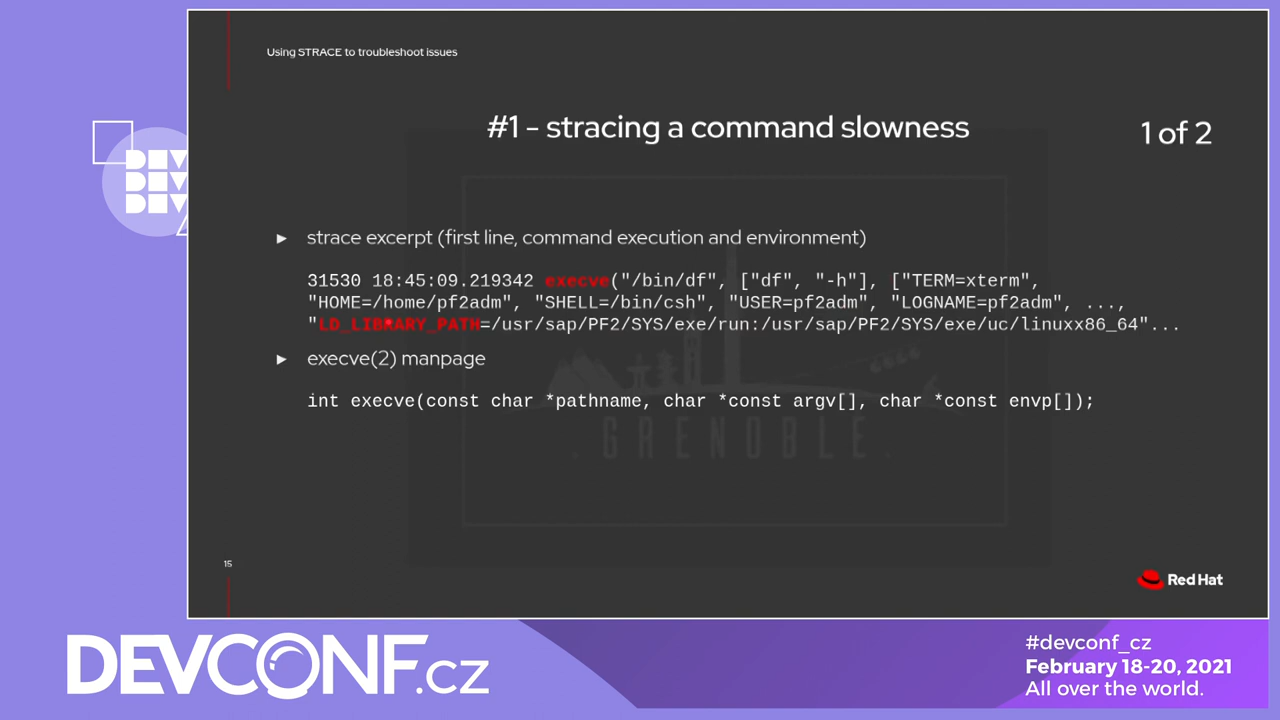 Using STRACE to troubleshoot issues
#1 - stracing a command slowness
1 of 2
DEV
DEV
DEV
► strace excerpt (first line, command execution and environment)
31530 18:45:09.219342 execve("/bin/df", ["df", "-h"], ["TERM=xterm",
"HOME=/home/pf2adm", "SHELL=/bin/csh", "USER=pf2adm", "LOGNAME=pf2adm", ...,
"LD_LIBRARY_PATH=/usr/sap/PF2/SYS/exe/run:/usr/sap/PF2/SYS/exe/uc/linuxx86_64"...
► execve(2) manpage
int execve(const char *pathname, char *const argv[], char *const envp[]);
. GRENOBLE .
15
Red Hat
DEVCONF.cz
#devconf_cz
February 18-20, 2021
All over the world.